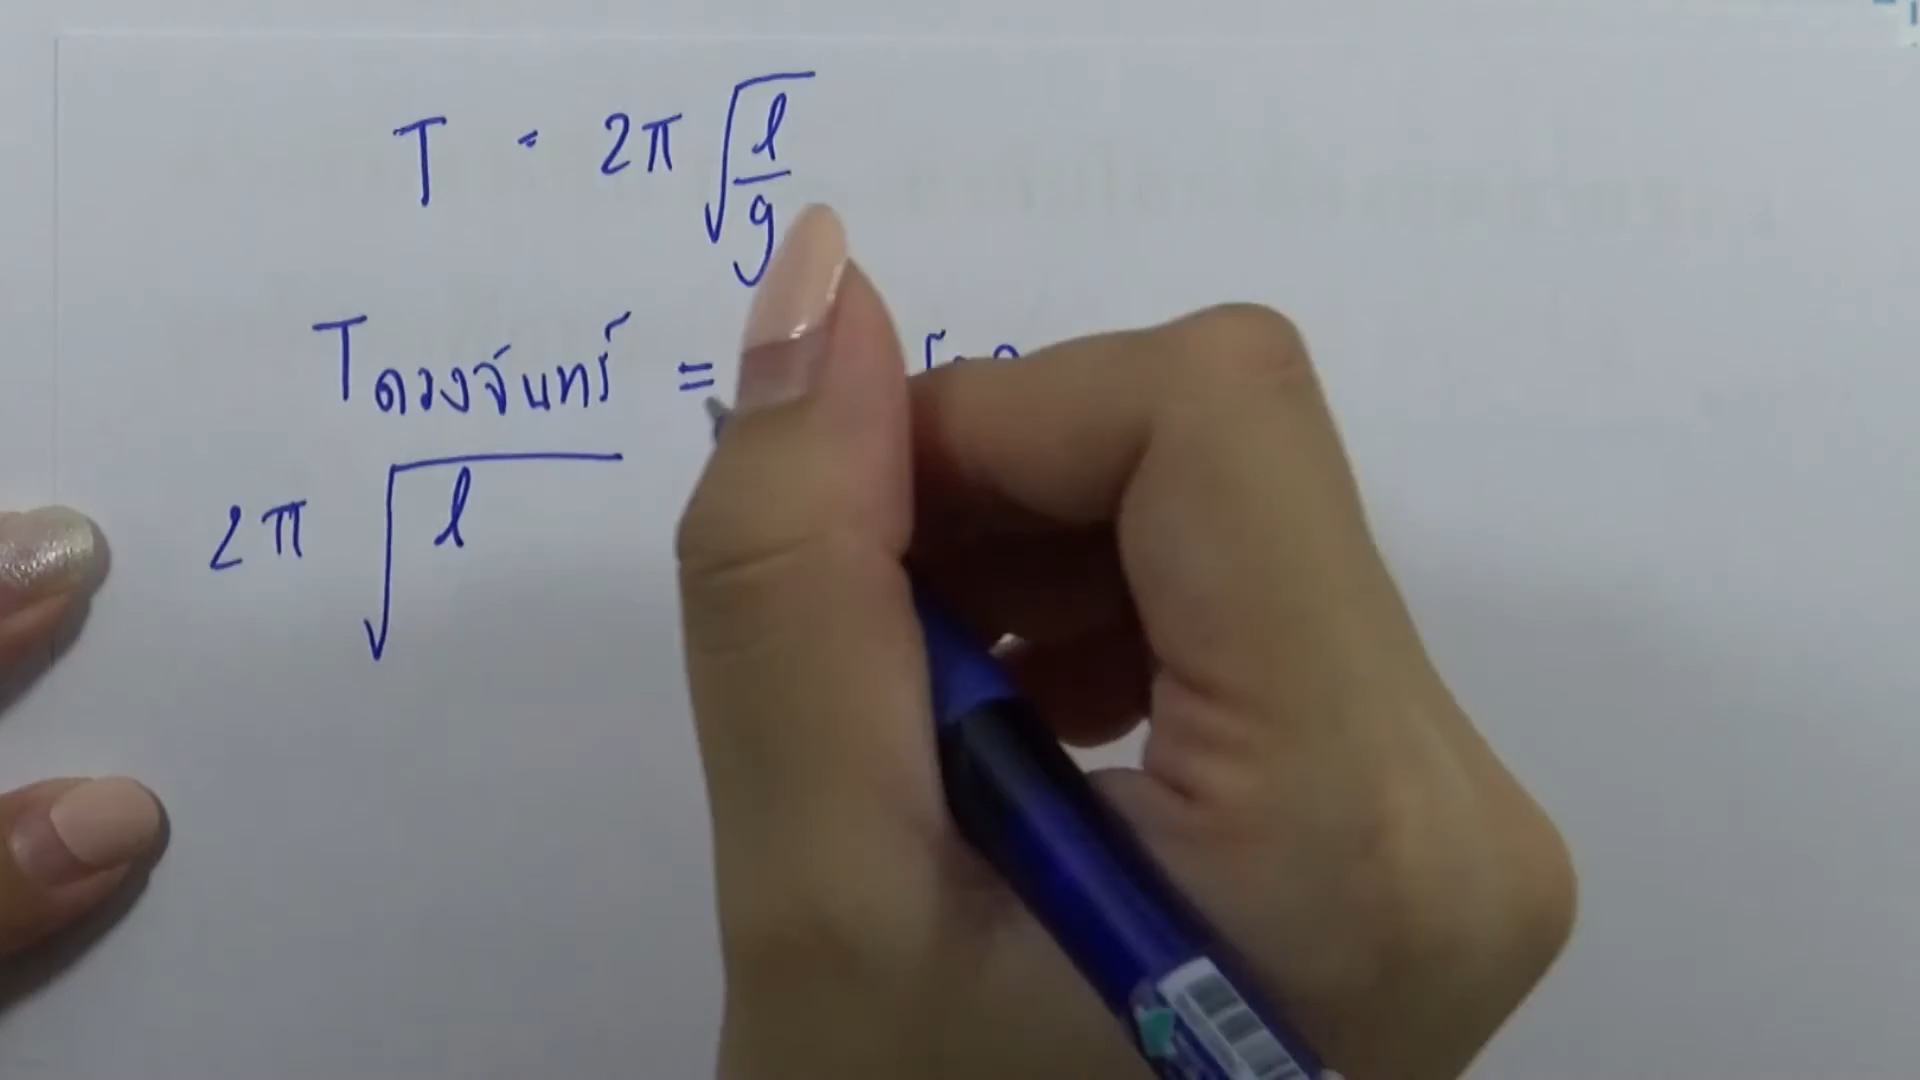 T = 2π √(l/g)
Tดวงจันทร์ =
2π √l